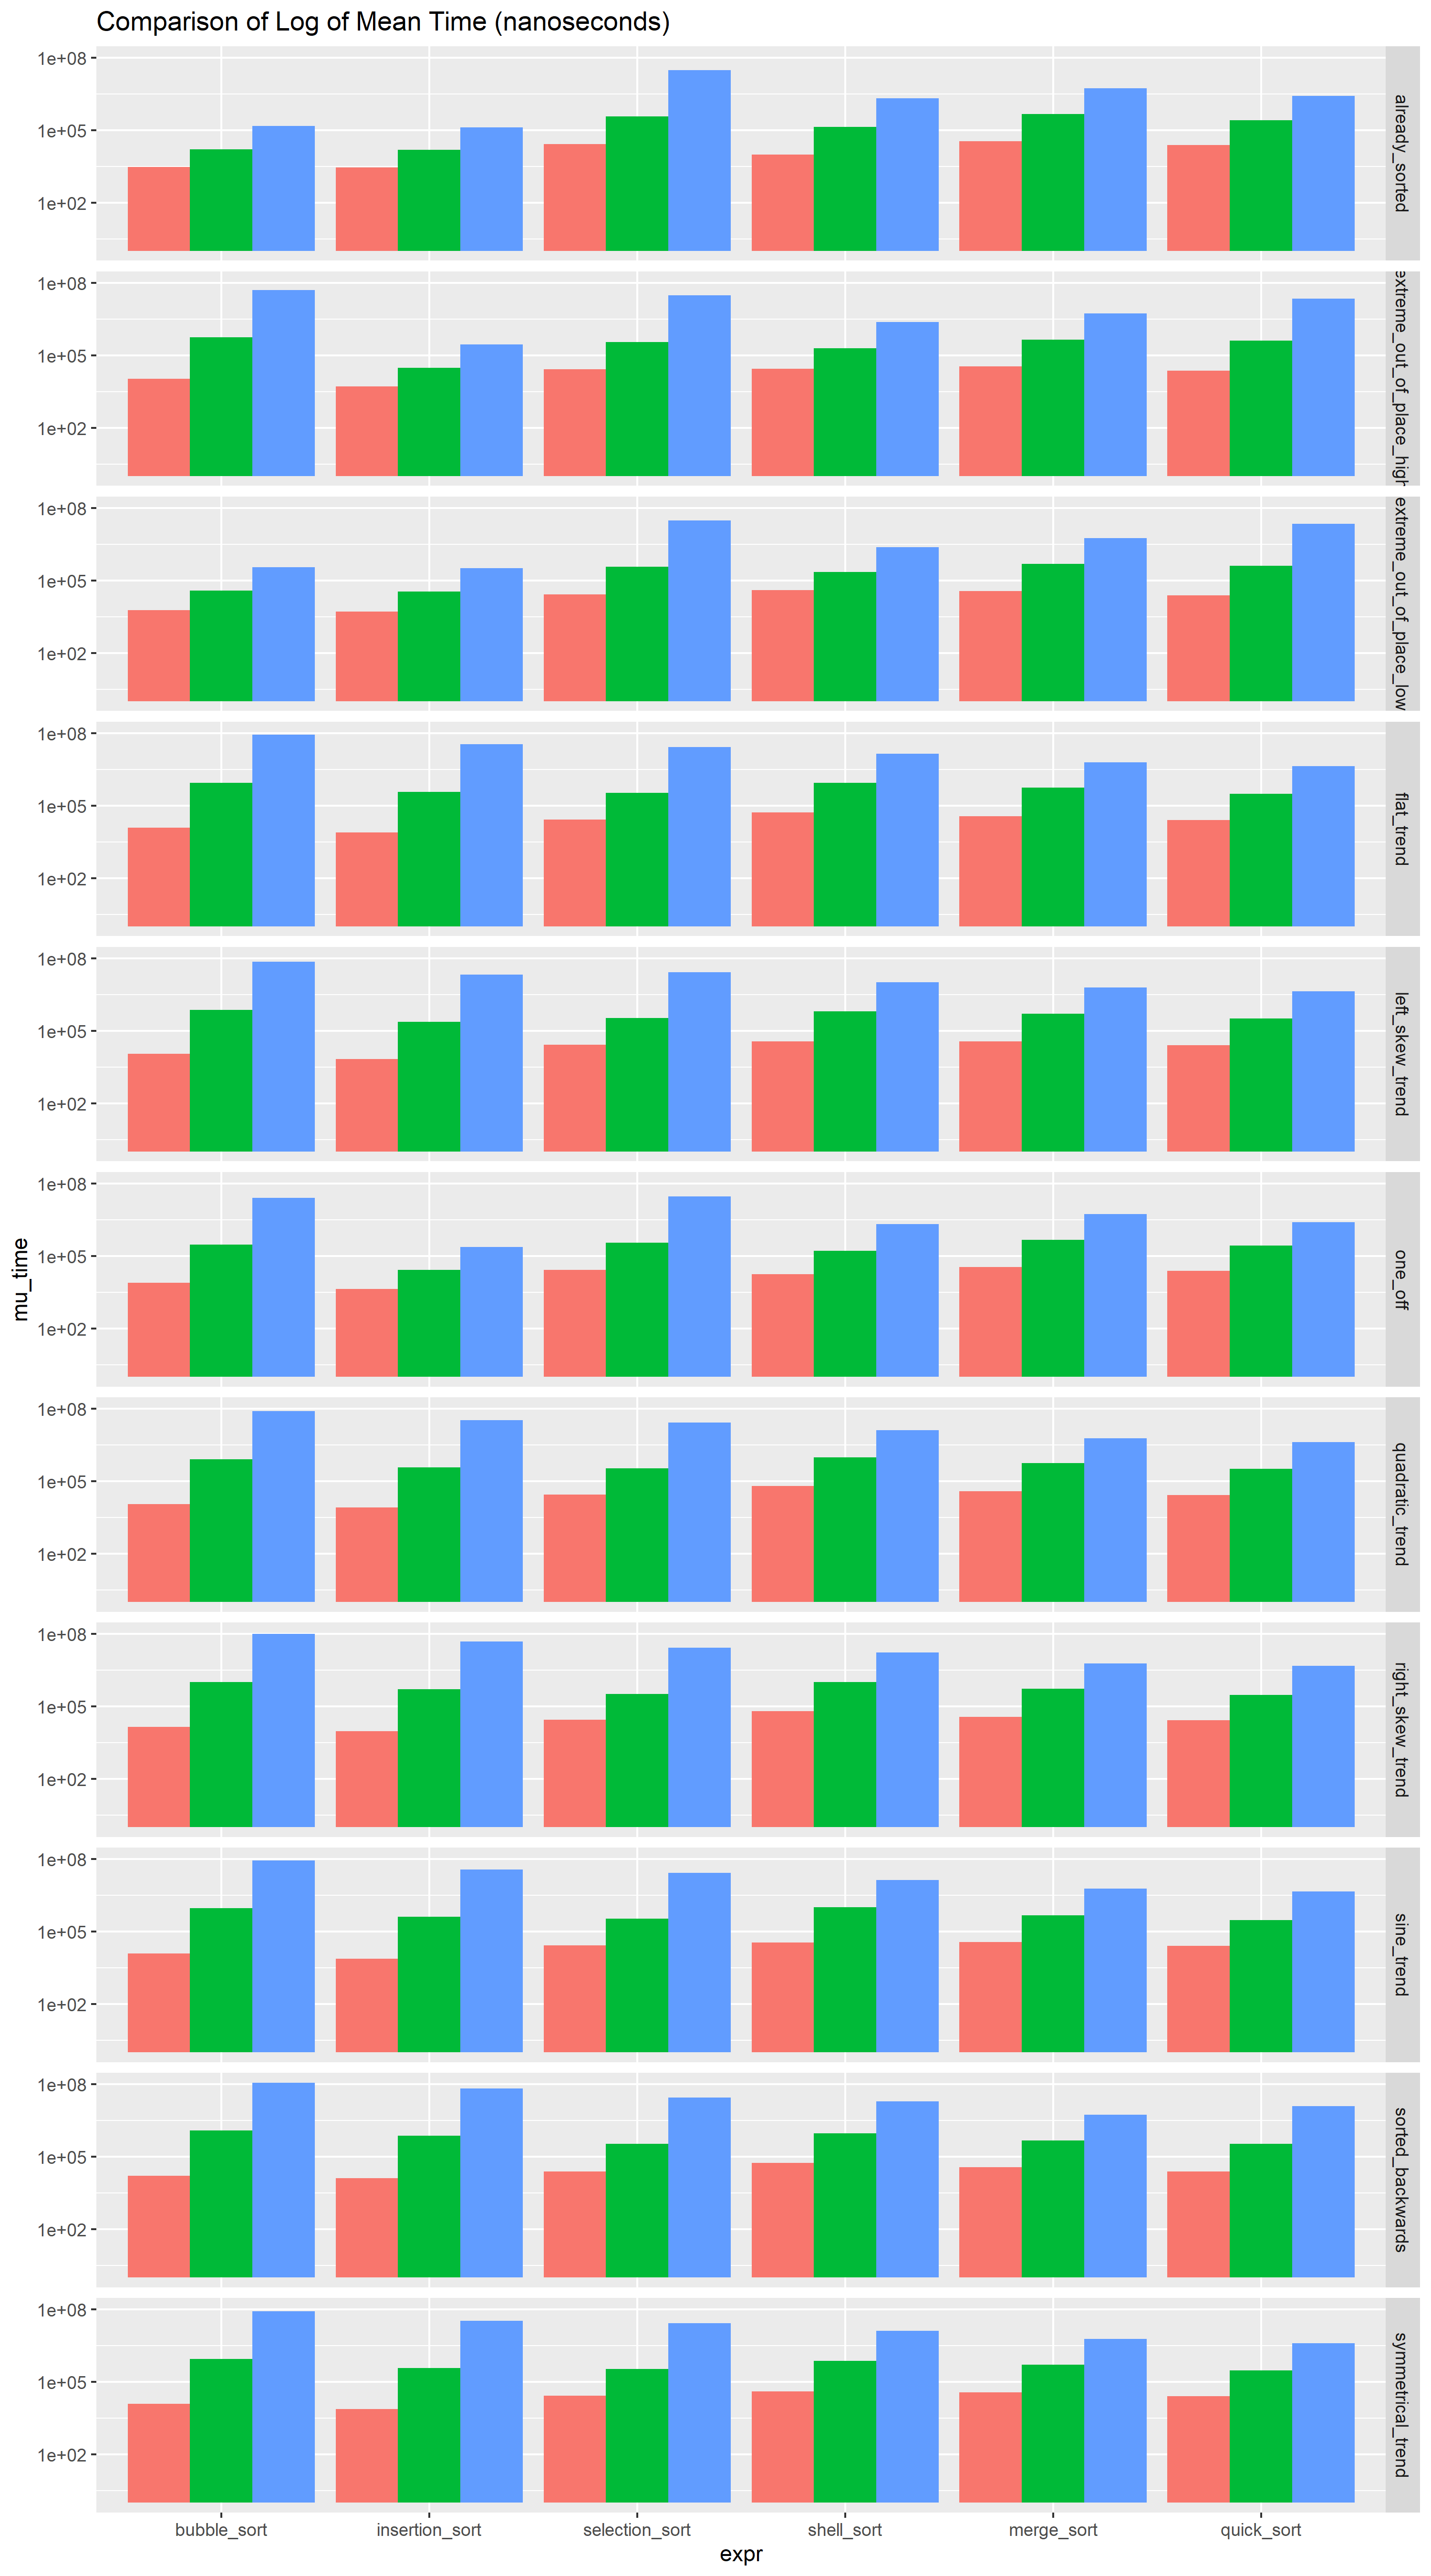 Comparison of Log of Mean Time (nanoseconds)
1e+08
1e+05
1e+02
already_sorted
1e+08
1e+05
1e+02
extreme_out_of_place_high
1e+08
1e+05
1e+02
extreme_out_of_place_low
1e+08
1e+05
1e+02
flat_trend
1e+08
1e+05
1e+02
left_skew_trend
1e+08
1e+05
1e+02
one_off
mu_time
1e+08
1e+05
1e+02
quadratic_trend
1e+08
1e+05
1e+02
right_skew_trend
1e+08
1e+05
1e+02
sine_trend
1e+08
1e+05
1e+02
sorted_backwards
1e+08
1e+05
1e+02
symmetrical_trend
bubble_sort insertion_sort selection_sort shell_sort merge_sort quick_sort
expr